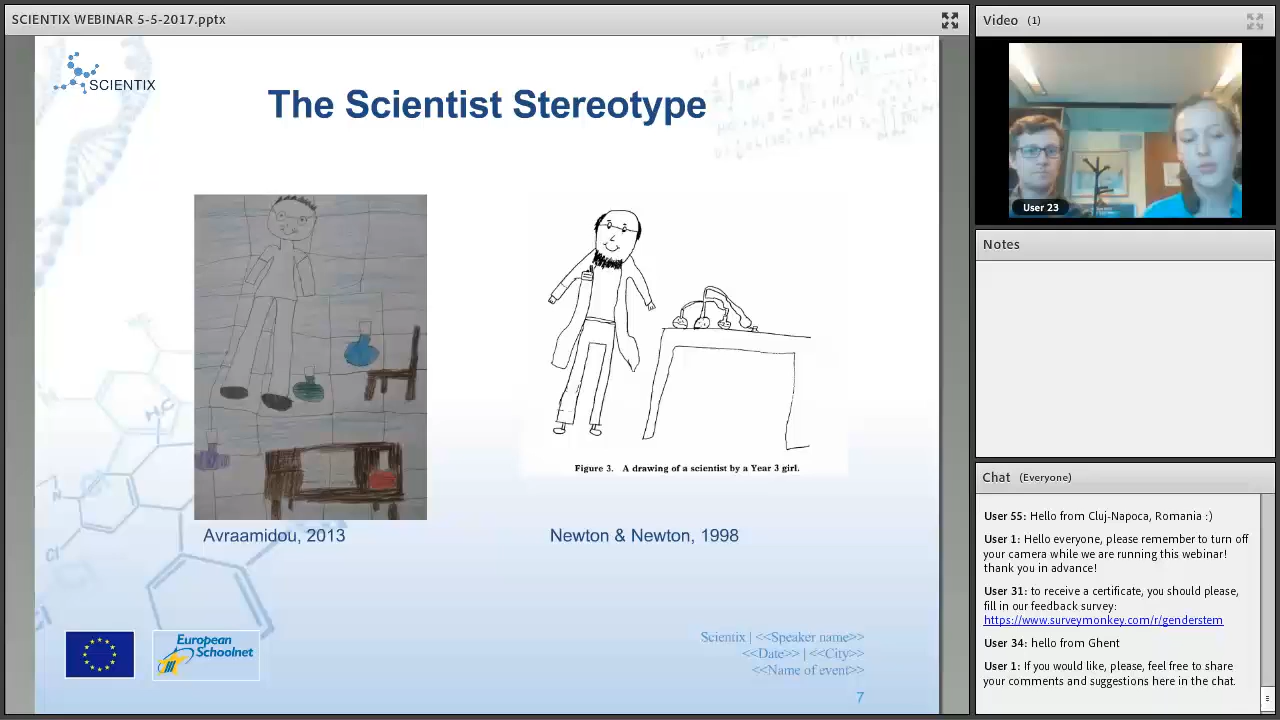 SCIENTIX WEBINAR 5-5-2017.pptx
SCIENTIX
The Scientist Stereotype
Figure 3. A drawing of a scientist by a Year 3 girl.
Avraamidou, 2013
Newton & Newton, 1998
European
Schoolnet
Scientix | <<Speaker name>>
<<Date>> | <<City>>
<<Name of event>>
7
Video (1)
User 23
Notes
Chat (Everyone)
User 55: Hello from Cluj-Napoca, Romania :)
User 1: Hello everyone, please remember to turn off
your camera while we are running this webinar!
thank you in advance!
User 31: to receive a certificate, you should please,
fill in our feedback survey:
https://www.surveymonkey.com/r/genderstem
User 34: hello from Ghent
User 1: If you would like, please, feel free to share
your comments and suggestions here in the chat.